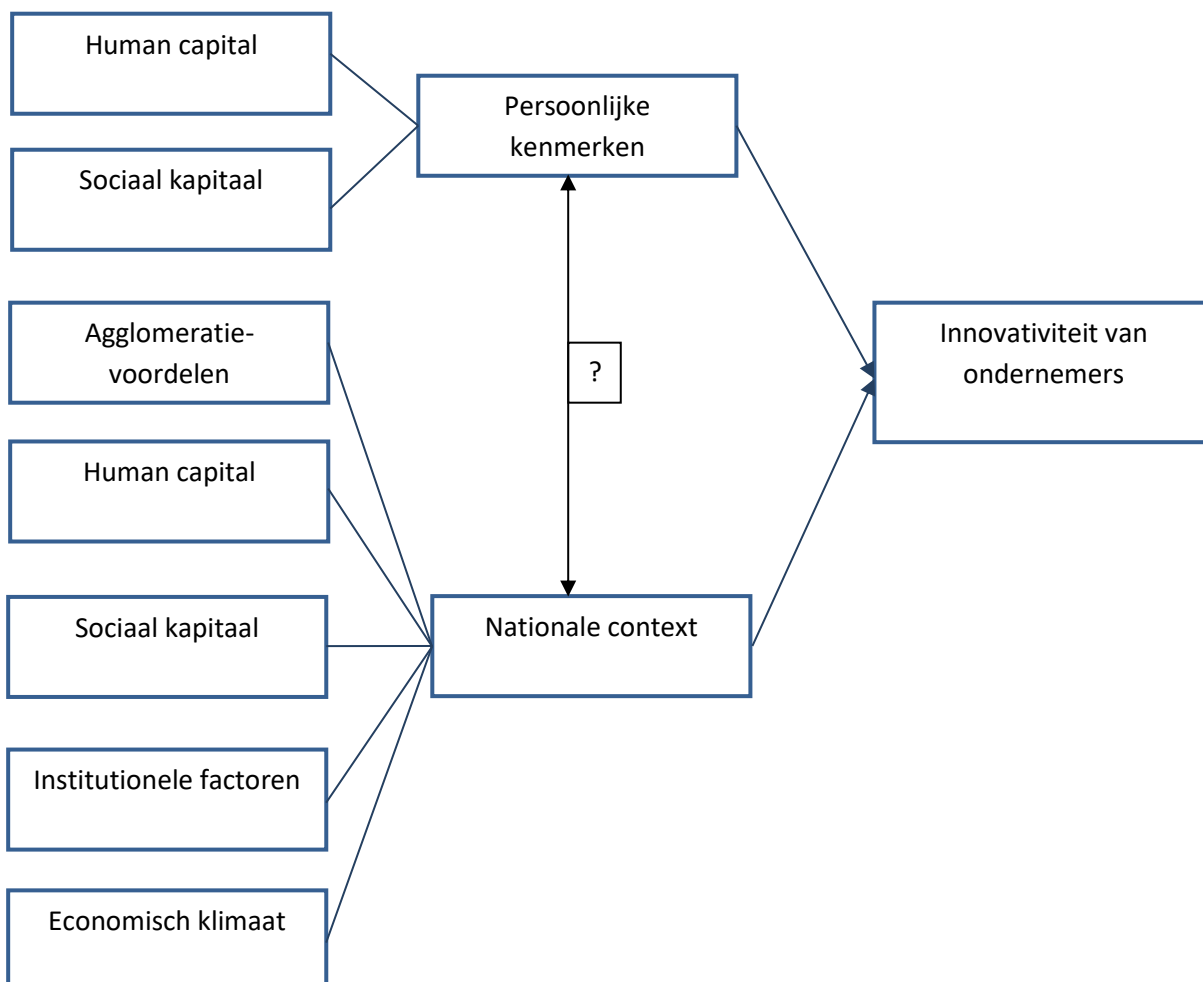 Human capital
Sociaal kapitaal
Persoonlijke
kenmerken
Agglomeratie-
voordelen
Human capital
Sociaal kapitaal
Institutionele factoren
Economisch klimaat
?
Nationale context
Innovativiteit van
ondernemers